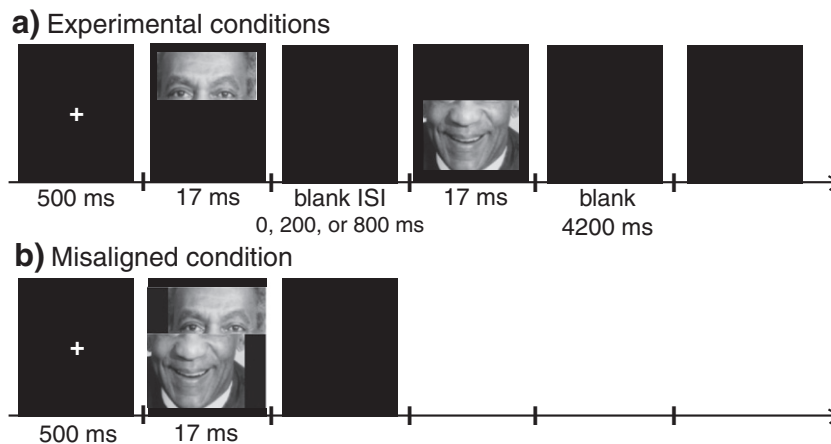 a) Experimental conditions
+
500 ms
17 ms
blank ISI
0, 200, or 800 ms
17 ms
blank
4200 ms
b) Misaligned condition
+
500 ms
17 ms